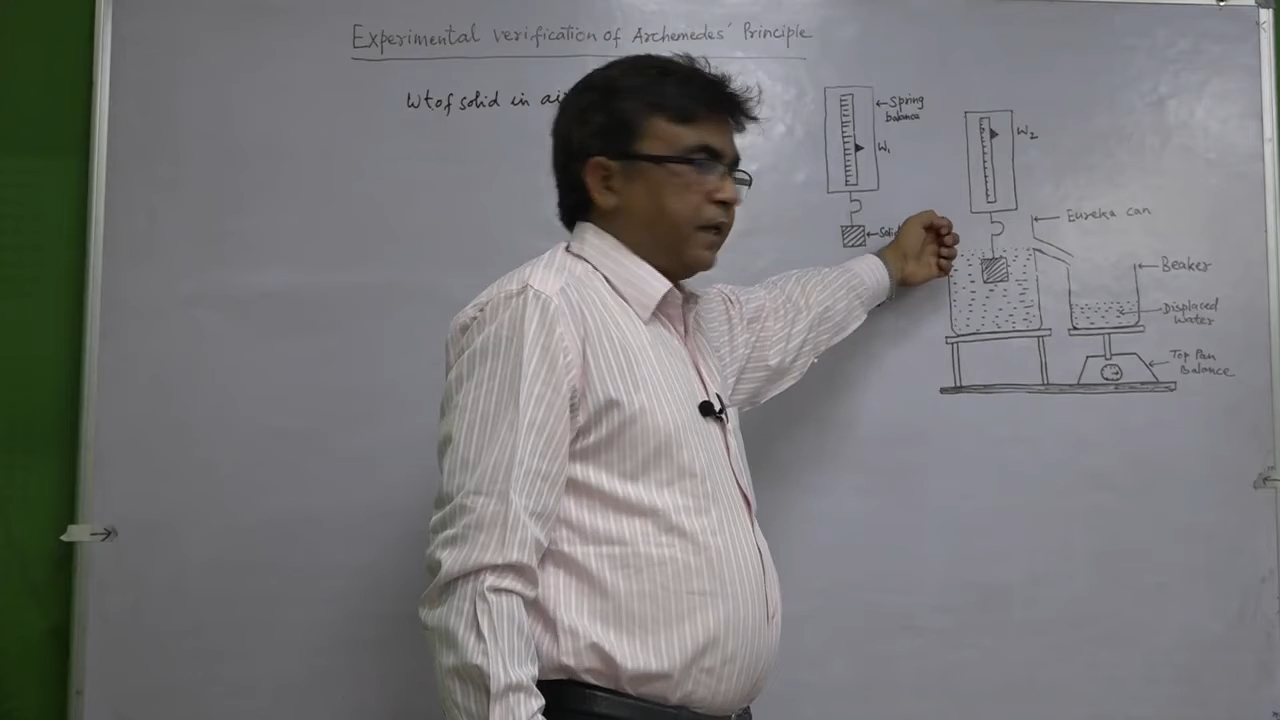 Experimental verification of Archemedes' Principle
Wt of solid in
Spring
balance
W₁
Solid
W₂
Eureka can
Beaker
Displaced
Water
Top Pan
Balance